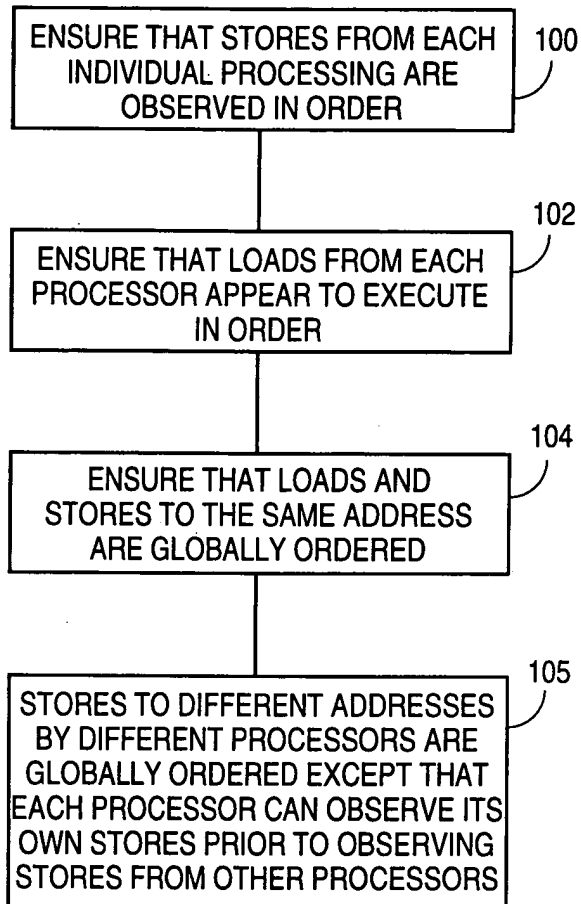 ENSURE THAT STORES FROM EACH
INDIVIDUAL PROCESSING ARE
OBSERVED IN ORDER
100
ENSURE THAT LOADS FROM EACH
PROCESSOR APPEAR TO EXECUTE
IN ORDER
102
ENSURE THAT LOADS AND
STORES TO THE SAME ADDRESS
ARE GLOBALLY ORDERED
104
STORES TO DIFFERENT ADDRESSES
BY DIFFERENT PROCESSORS ARE
GLOBALLY ORDERED EXCEPT THAT
EACH PROCESSOR CAN OBSERVE ITS
OWN STORES PRIOR TO OBSERVING
STORES FROM OTHER PROCESSORS
105